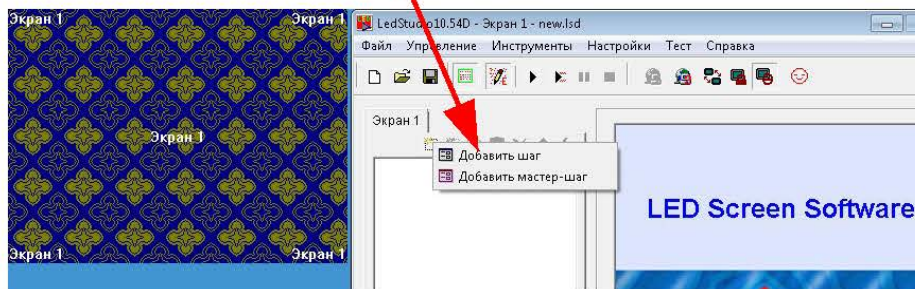 Экран 1
Экран 1
Экран 1
Экран 1
Экран 1
LedStudio10.54D - Экран 1 - new.lsd
Файл Управление Инструменты Настройки Тест Справка
Экран 1
Добавить шаг
Добавить мастер-шаг
LED Screen Software